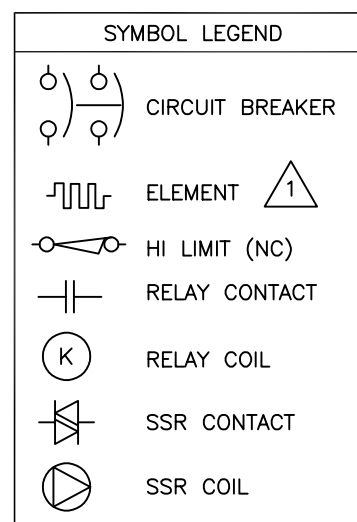 SYMBOL LEGEND
CIRCUIT BREAKER
ELEMENT 1
HI LIMIT (NC)
RELAY CONTACT
K RELAY COIL
SSR CONTACT
SSR COIL